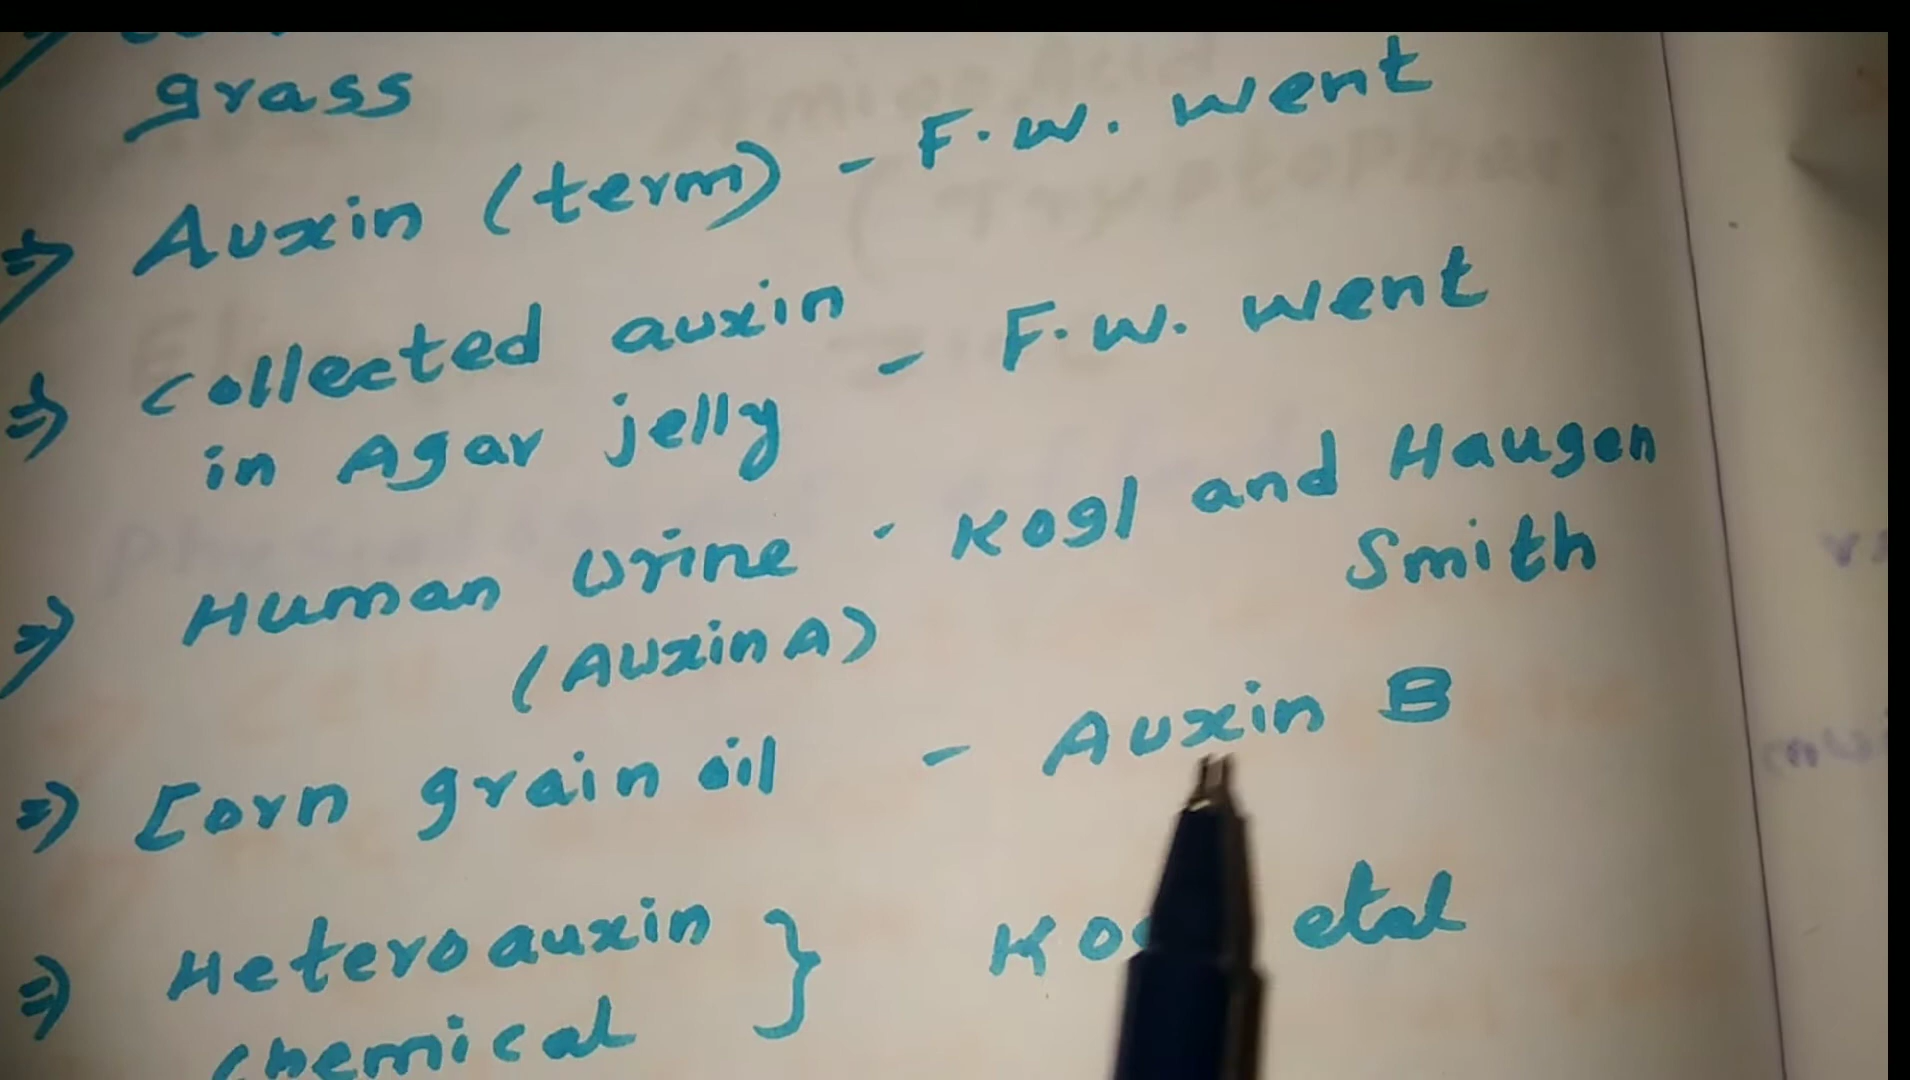 grass
⇒ Auxin (term) - F.W. Went
⇒ collected auxin
in Agar jelly - F.W. Went
⇒ Human Urine - Kogl and Haugen
Smith
(Auxin A)
⇒ Corn grain oil - Auxin B
⇒ Heteroauxin } etal
chemical